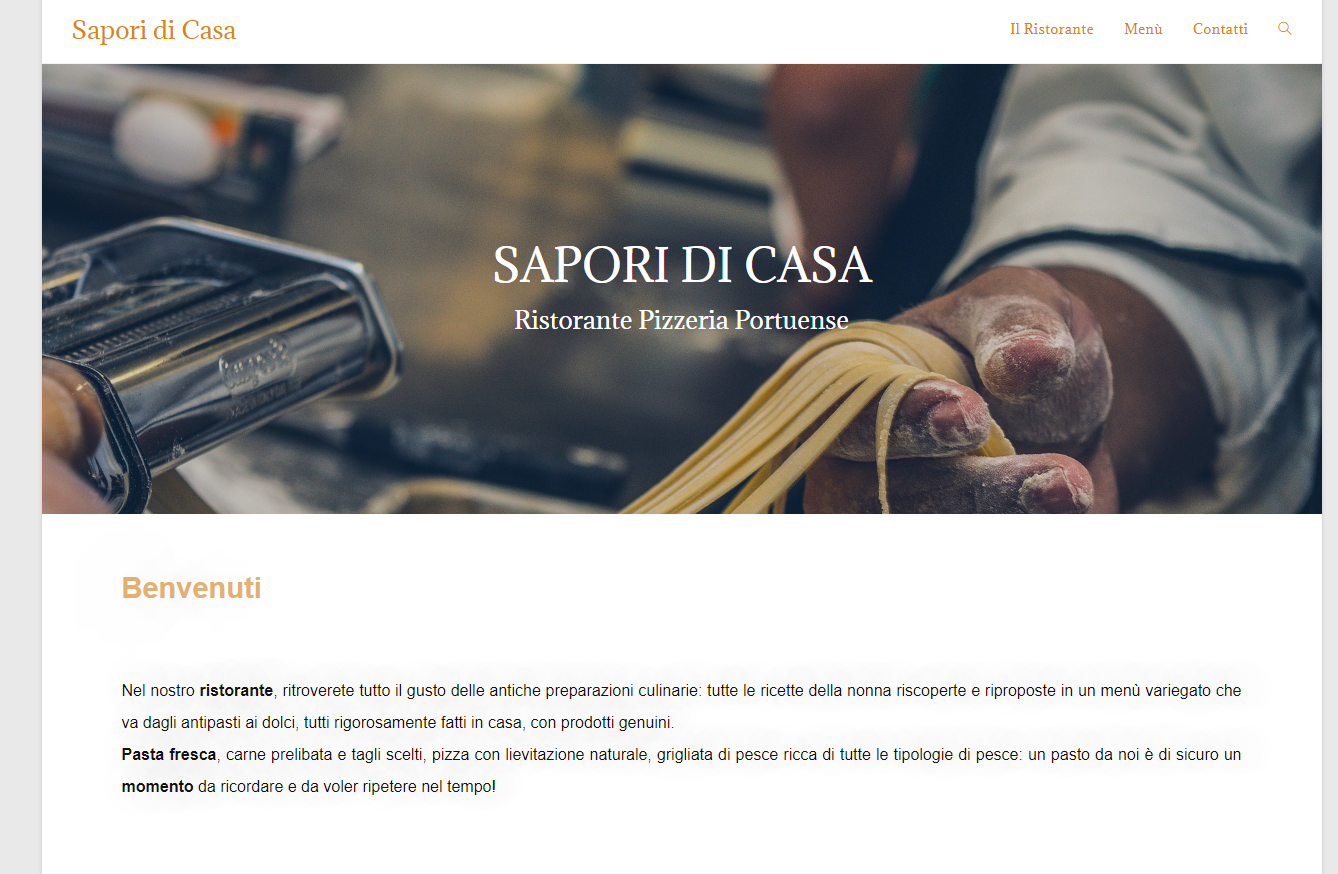 Sapori di Casa
Il Ristorante Menù Contatti
SAPORI DI CASA
Ristorante Pizzeria Portuense
Benvenuti
Nel nostro ristorante, ritroverete tutto il gusto delle antiche preparazioni culinarie: tutte le ricette della nonna riscoperte e riproposte in un menù variegato che
va dagli antipasti ai dolci, tutti rigorosamente fatti in casa, con prodotti genuini.
Pasta fresca, carne prelibata e tagli scelti, pizza con lievitazione naturale, grigliata di pesce ricca di tutte le tipologie di pesce: un pasto da noi è di sicuro un
momento da ricordare e da voler ripetere nel tempo!